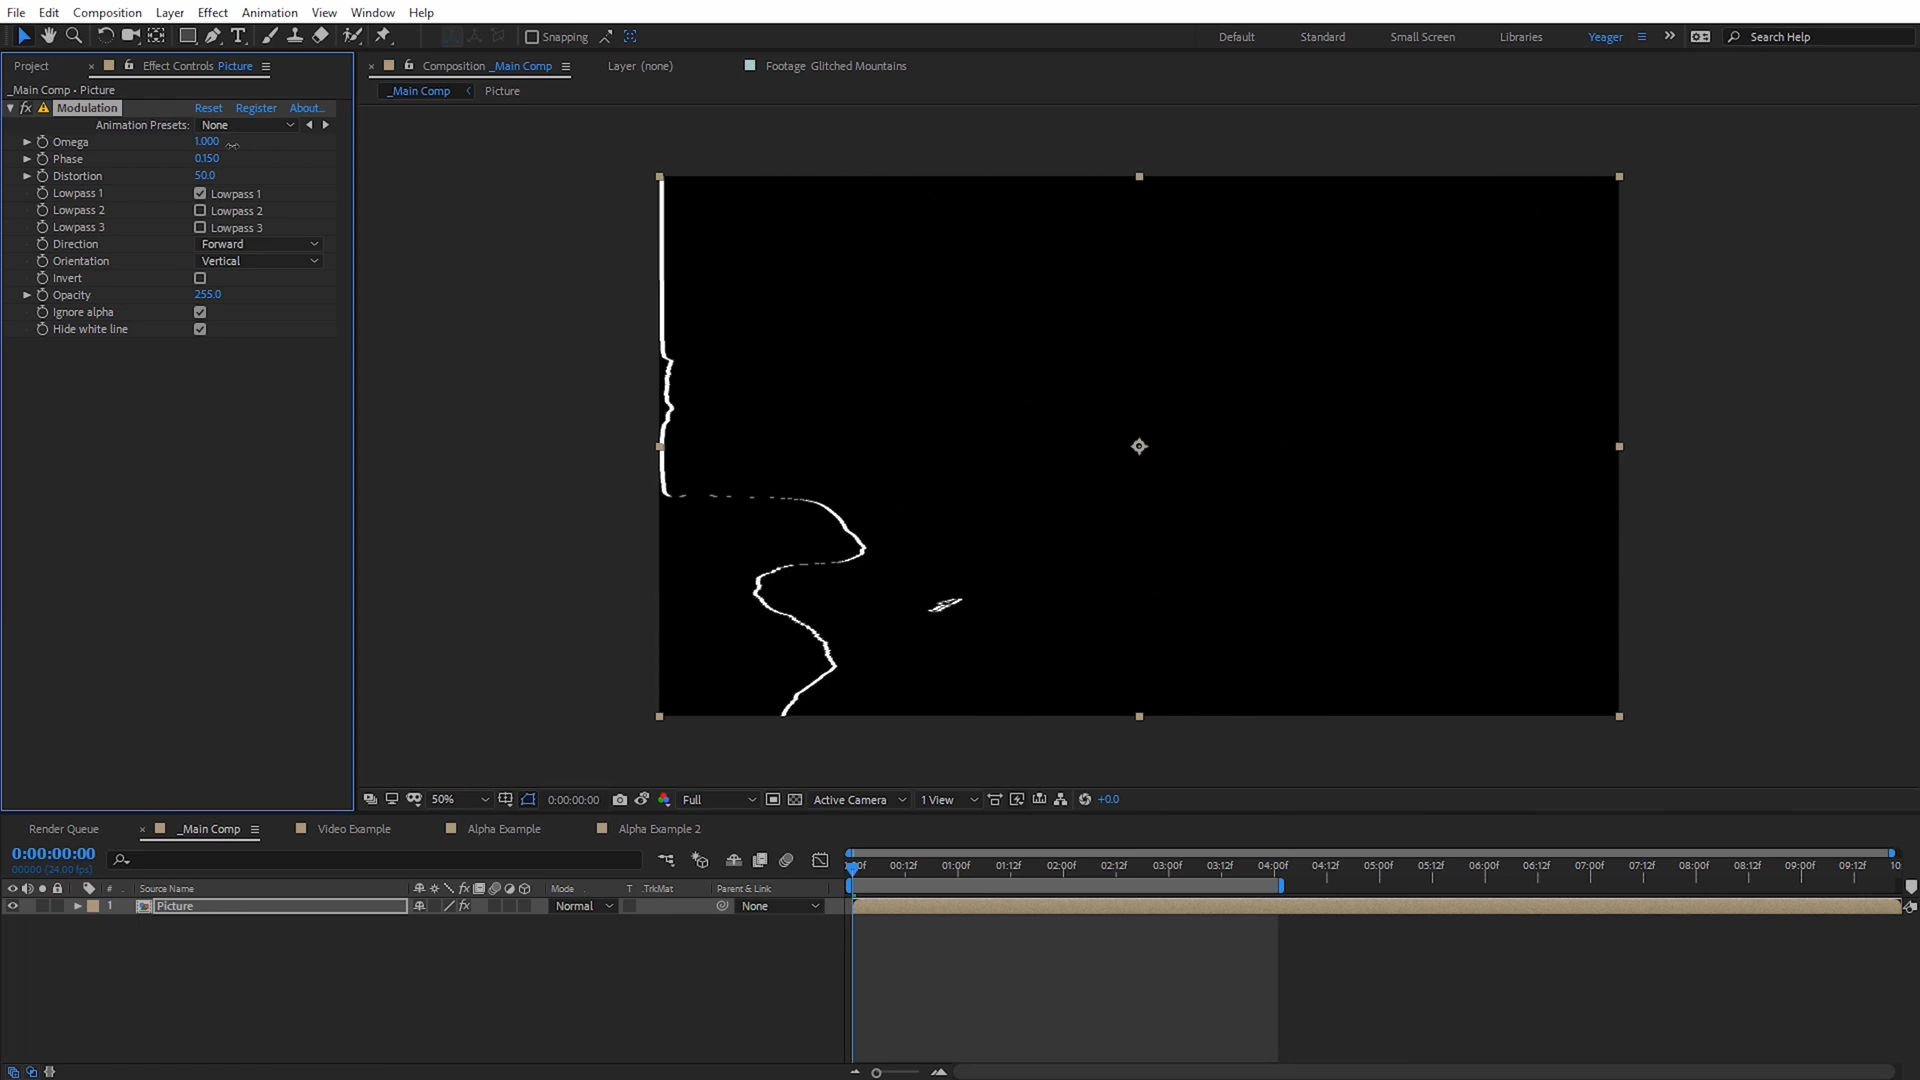 File Edit Composition Layer Effect Animation View Window Help
Snapping Default Standard Small Screen Libraries Yeager Search Help
Project Effect Controls Picture
Composition _Main Comp Layer (none) Footage Glitched Mountains
_Main Comp • Picture
_Main Comp Picture
Modulation Reset Register About...
Animation Presets: None
Omega 1.000
Phase 0.150
Distortion 50.0
Lowpass 1 Lowpass 1
Lowpass 2 Lowpass 2
Lowpass 3 Lowpass 3
Direction Forward
Orientation Vertical
Invert
Opacity 255.0
Ignore alpha
Hide white line
50% 0:00:00:00 Full Active Camera 1 View +0.0
Render Queue _Main Comp Video Example Alpha Example Alpha Example 2
0:00:00:00
00000 (24.00 fps)
00:12f 01:00f 01:12f 02:00f 02:12f 03:00f 03:12f 04:00f 04:12f 05:00f 05:12f 06:00f 06:12f 07:00f 07:12f 08:00f 08:12f 09:00f 09:12f 10
# Source Name fx Mode T .TrkMat Parent & Link
1 Picture fx Normal None